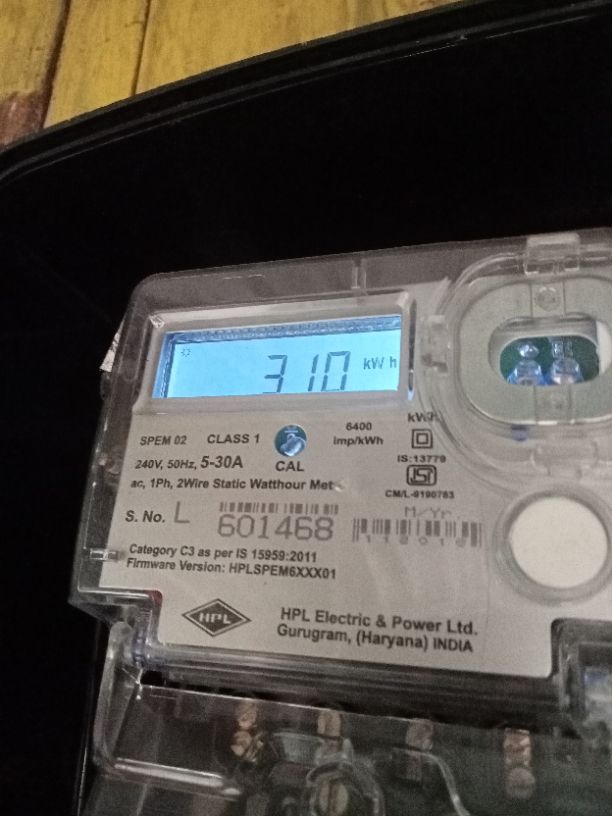 310 kWh
SPEM 02 CLASS 1 CAL 6400 imp/kWh kWh
240V, 50Hz, 5-30A IS:13779
ac, 1Ph, 2Wire Static Watthour Met
CM/L-9190783
S. No. L 601468 M/Yr.
Category C3 as per IS 15959:2011
Firmware Version: HPLSPEM6XXX01
HPL
HPL Electric & Power Ltd.
Gurugram, (Haryana) INDIA